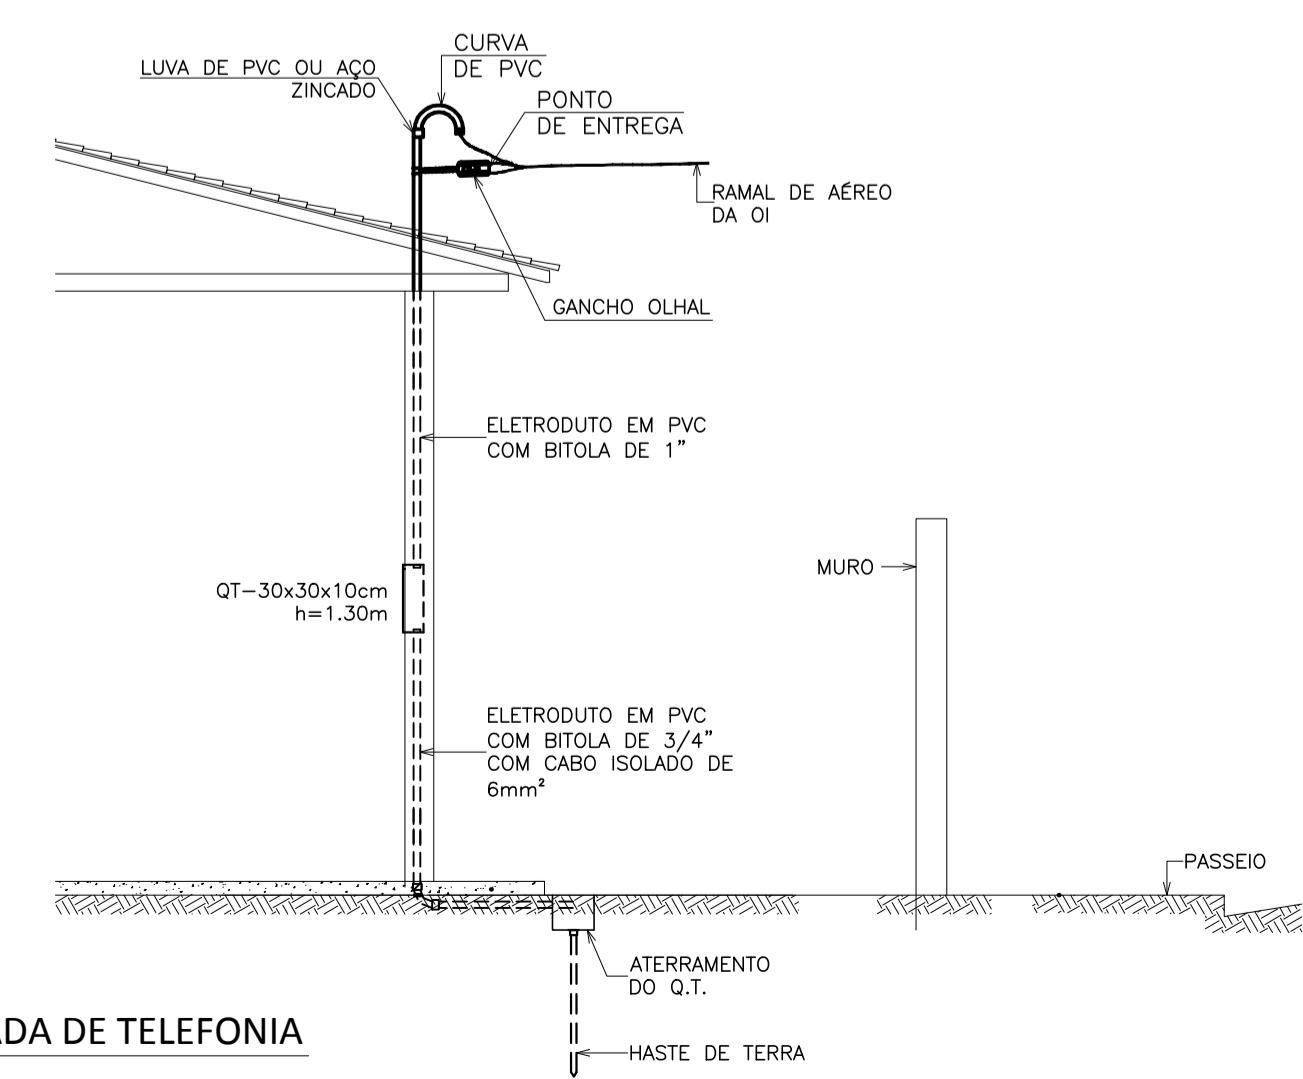 CURVA
DE PVC
LUVA DE PVC OU AÇO
ZINCADO
PONTO
DE ENTREGA
RAMAL DE AÉREO
DA OI
GANCHO OLHAL
ELETRODUTO EM PVC
COM BITOLA DE 1”
MURO
QT-30x30x10cm
h=1.30m
ELETRODUTO EM PVC
COM BITOLA DE 3/4”
COM CABO ISOLADO DE
6mm²
PASSEIO
ATERRAMENTO
DO Q.T.
ADA DE TELEFONIA
HASTE DE TERRA